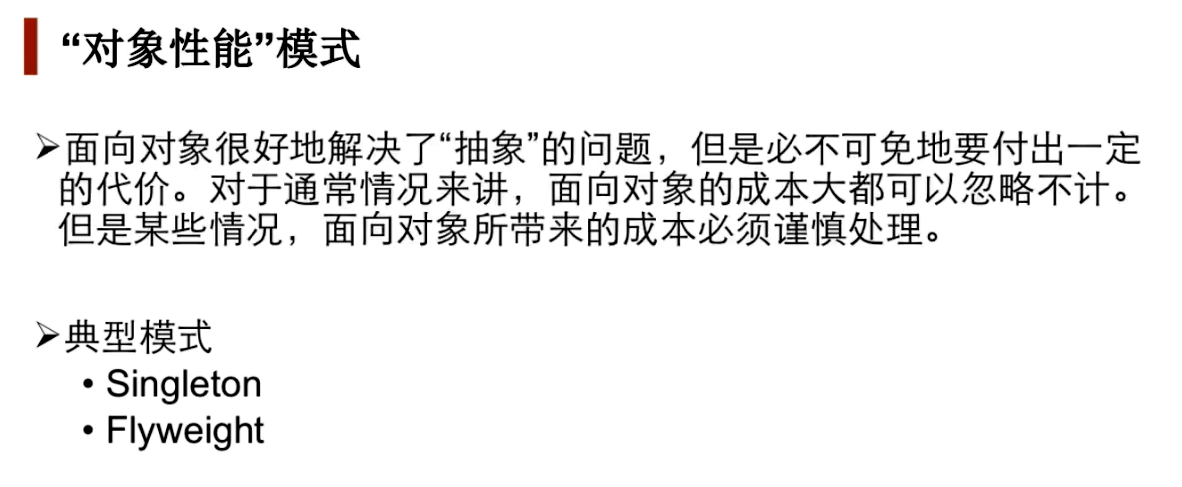 “对象性能”模式
➢面向对象很好地解决了“抽象”的问题，但是必不可免地要付出一定
的代价。对于通常情况来讲，面向对象的成本大都可以忽略不计。
但是某些情况，面向对象所带来的成本必须谨慎处理。
➢典型模式
• Singleton
• Flyweight